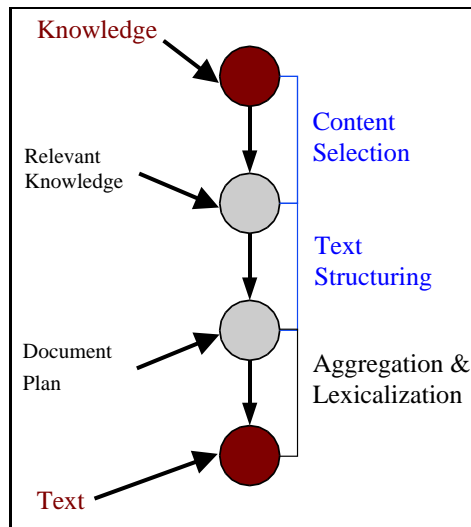 Knowledge
Content
Selection
Relevant
Knowledge
Text
Structuring
Document
Plan
Aggregation &
Lexicalization
Text